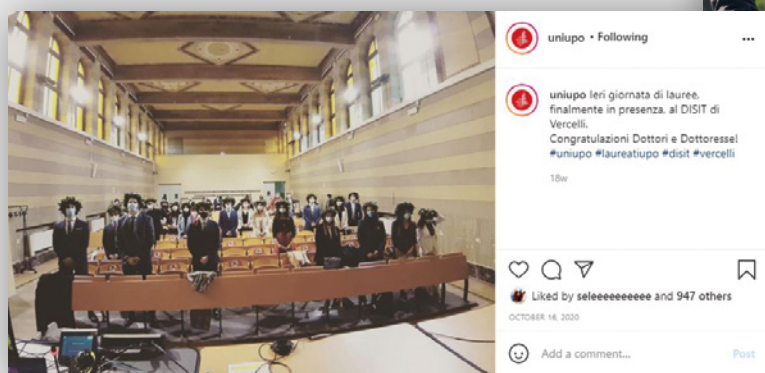 uniupo • Following
uniupo Ieri giornata di lauree,
finalmente in presenza, al DISIT di
Vercelli.
Congratulazioni Dottori e Dottoresse!
#uniupo #laureatiupo #disit #vercelli
18w
Liked by seleeeeeeeeee and 947 others
OCTOBER 16, 2020
Add a comment...
Post